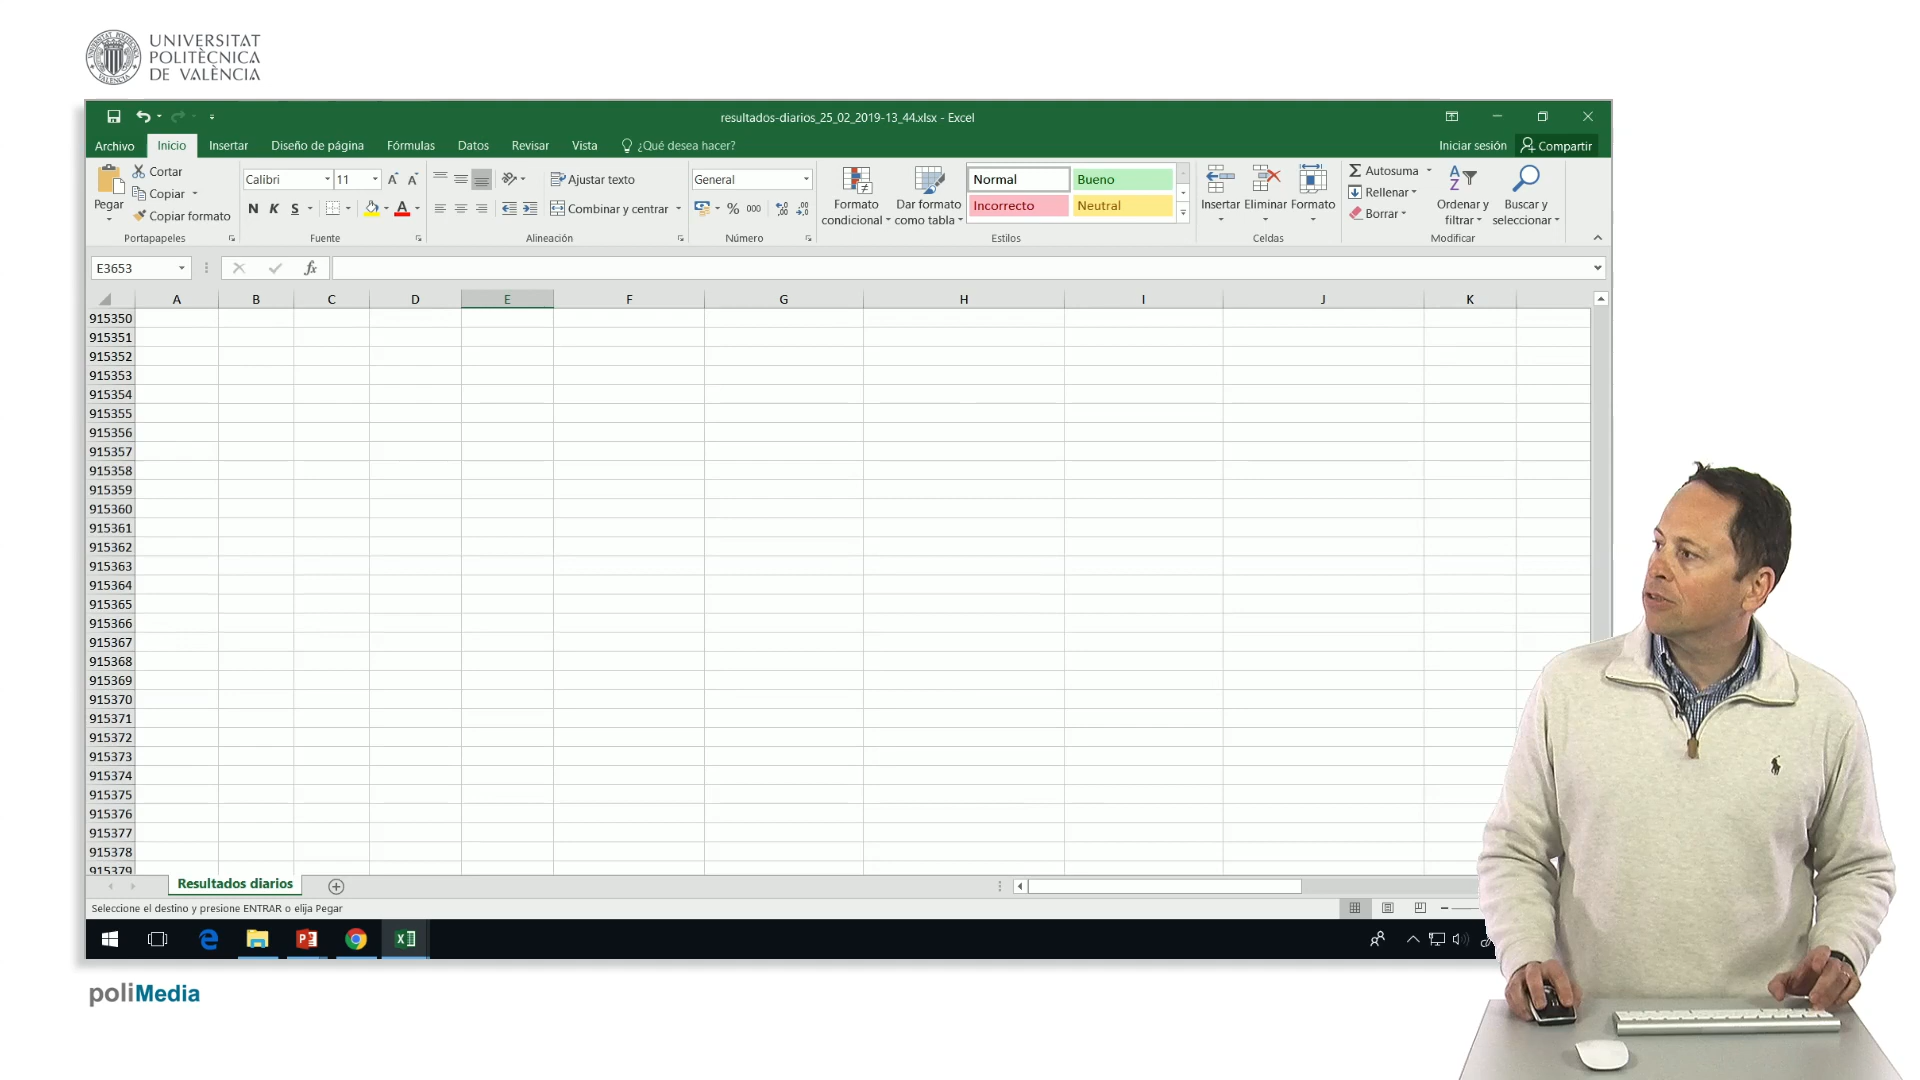 UNIVERSITAT
POLITÈCNICA
DE VALÈNCIA
resultados-diarios_25_02_2019-13_44.xlsx - Excel
Archivo Inicio Insertar Diseño de página Fórmulas Datos Revisar Vista ¿Qué desea hacer? Iniciar sesión Compartir
Pegar
Cortar
Copiar
Copiar formato
Portapapeles
Calibri 11
N K S
Fuente
Ajustar texto
Combinar y centrar
Alineación
General
% 000
Número
Formato condicional
Dar formato como tabla
Normal Bueno
Incorrecto Neutral
Estilos
Insertar Eliminar Formato
Celdas
Autosuma
Rellenar
Borrar
Ordenar y filtrar
Buscar y seleccionar
Modificar
E3653 fx
A B C D E F G H I J K
915350
915351
915352
915353
915354
915355
915356
915357
915358
915359
915360
915361
915362
915363
915364
915365
915366
915367
915368
915369
915370
915371
915372
915373
915374
915375
915376
915377
915378
915379
Resultados diarios
Seleccione el destino y presione ENTRAR o elija Pegar
poliMedia